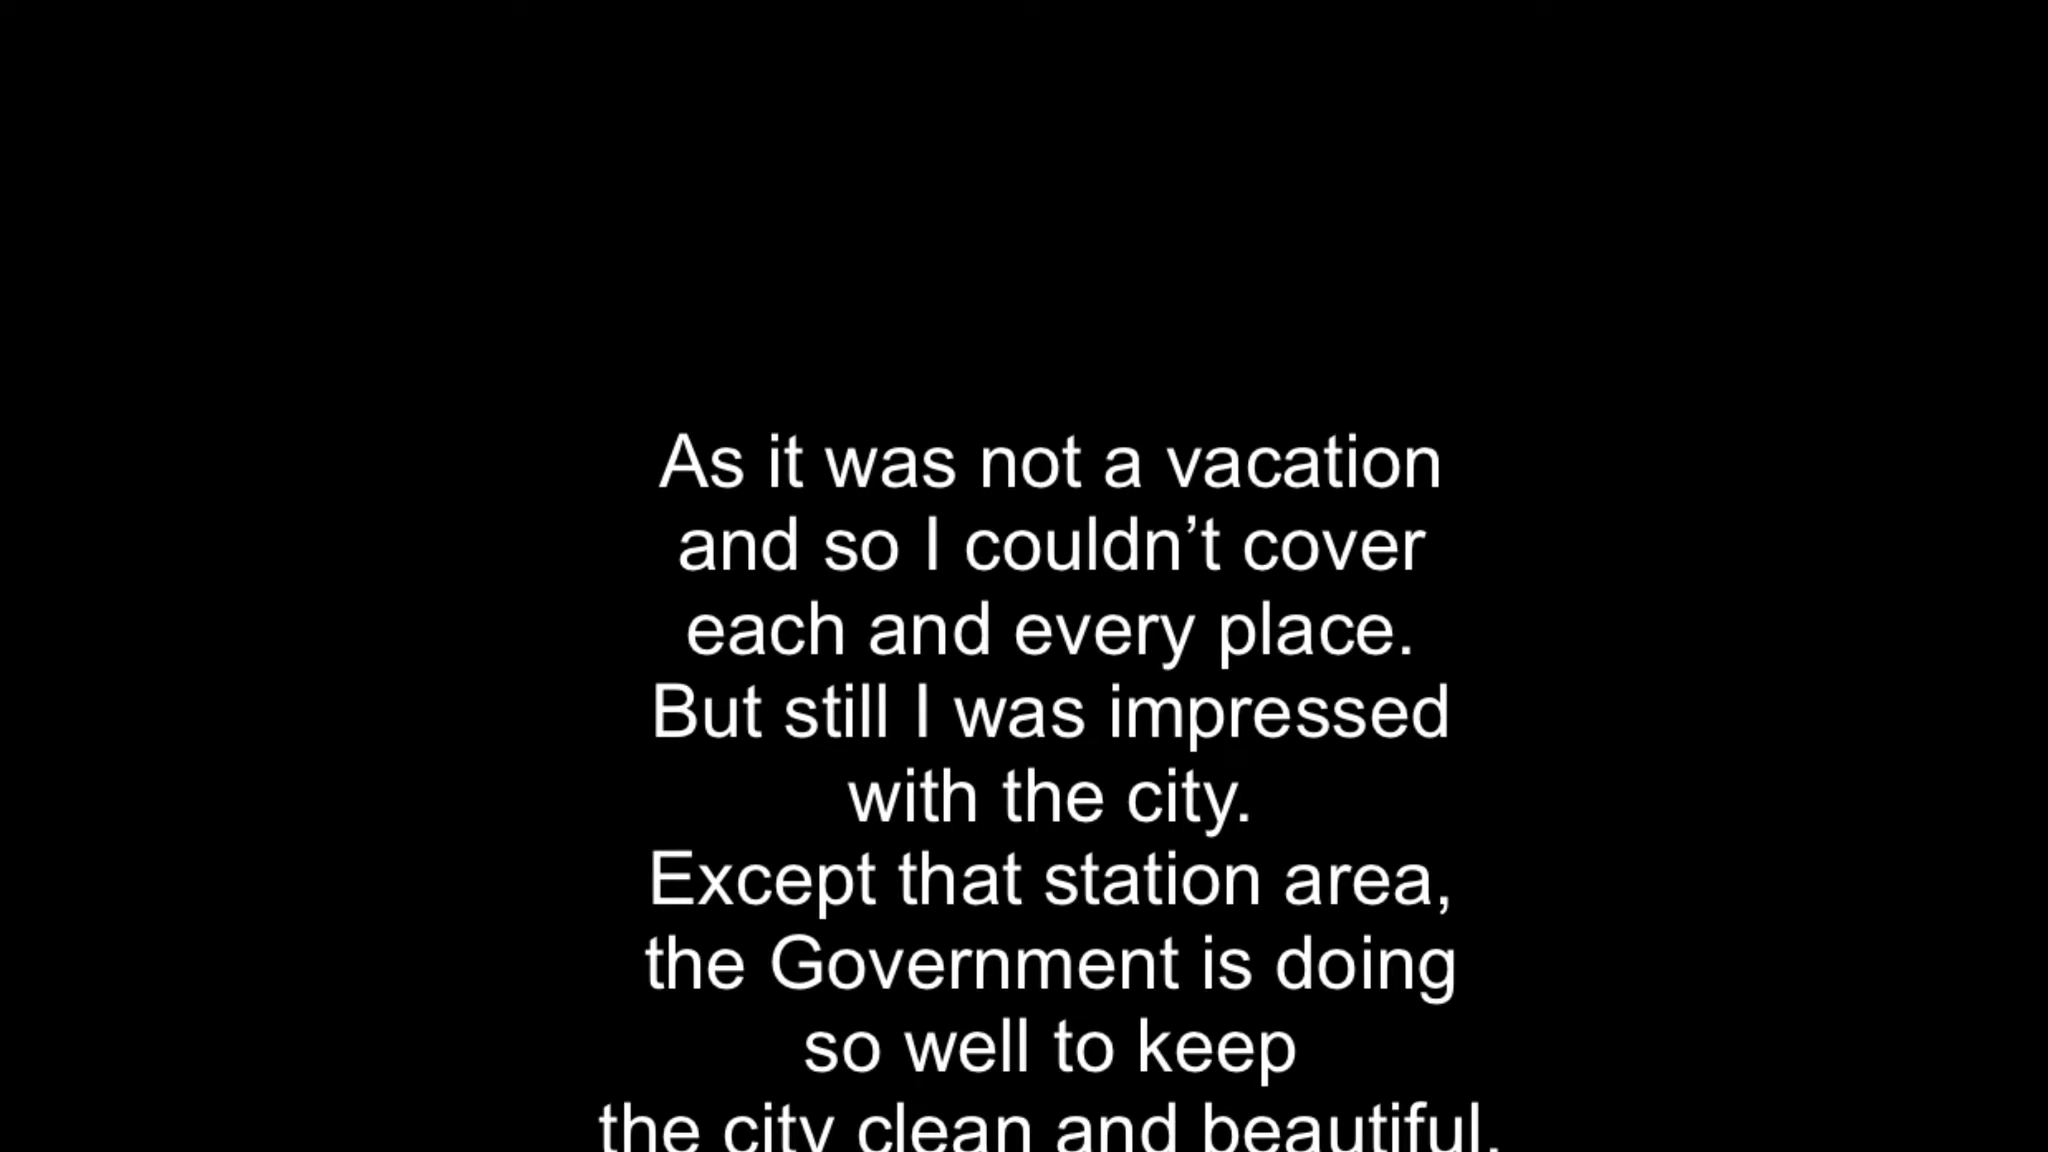 As it was not a vacation
and so I couldn’t cover
each and every place.
But still I was impressed
with the city.
Except that station area,
the Government is doing
so well to keep
the city clean and beautiful.